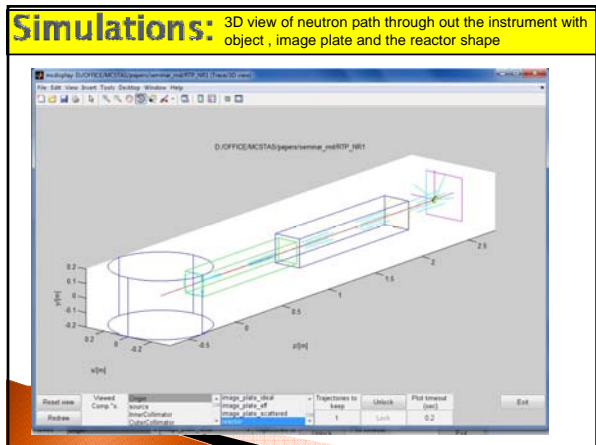 Simulations: 3D view of neutron path through out the instrument with
object , image plate and the reactor shape
mcdisplay: D:/OFFICE/MCSTAS/papers/seminar_rnd/RTP_NR1 (Trace/3D view)
File Edit View Insert Tools Desktop Window Help
D:/OFFICE/MCSTAS/papers/seminar_rnd/RTP_NR1
0.2
0.1
0
-0.1
-0.2
y/[m]
0.2
0
-0.2
x/[m]
-0.5
0
0.5
1
1.5
2
2.5
z/[m]
Reset view
Redraw
Viewed
Comp."s.
Origin
source
InnerCollimator
OuterCollimator
image_plate_ideal
image_plate_eff
image_plate_scattered
reactor
Trajectories to
keep
1
Unlock
Lock
Plot timeout
(sec)
0.2
Exit